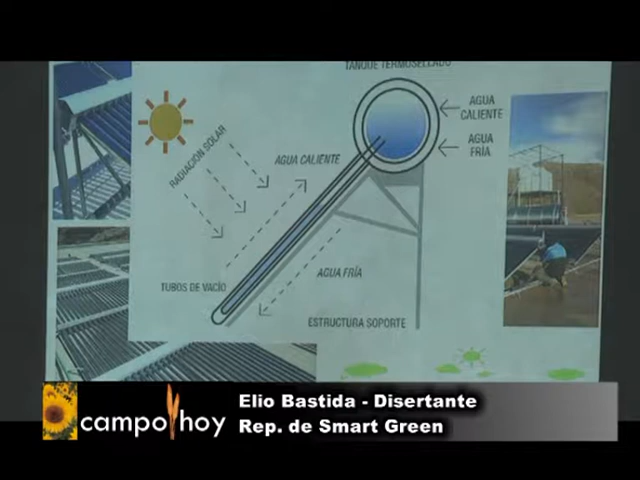 TANQUE TERMOSELLADO
AGUA
CALIENTE
AGUA
FRÍA
RADIACIÓN SOLAR
AGUA CALIENTE
TUBOS DE VACÍO
AGUA FRÍA
ESTRUCTURA SOPORTE
campo hoy
Elio Bastida - Disertante
Rep. de Smart Green